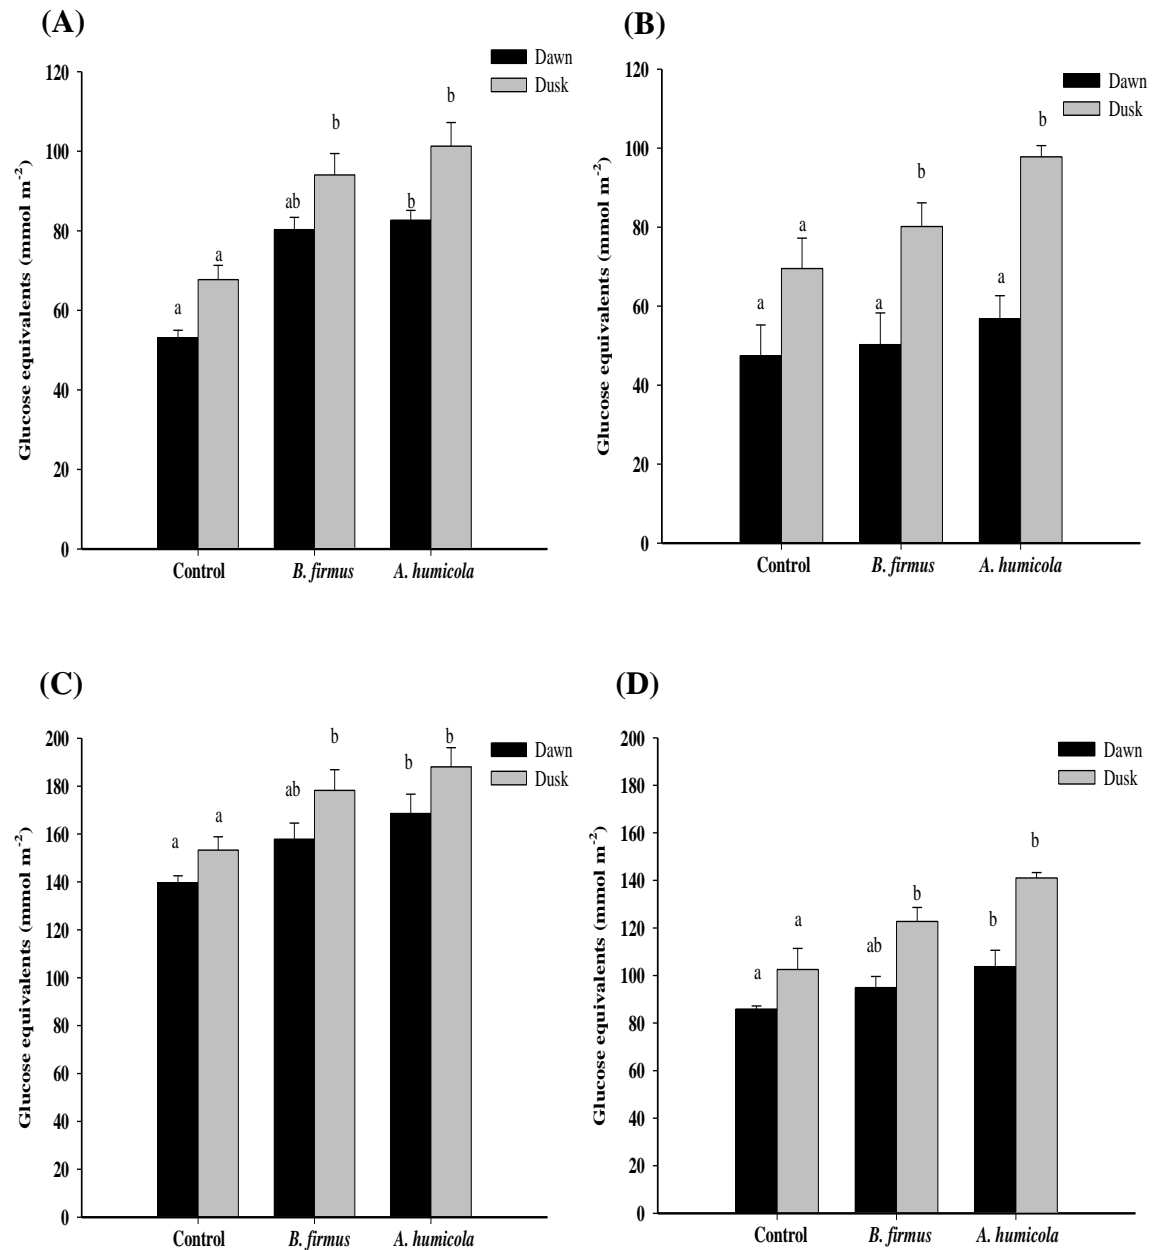 (A)
Dawn
Dusk
Glucose equivalents (mmol m-2)
120
100
80
60
40
20
0
a
a
ab
b
b
b
Control
B. firmus
A. humicola
(B)
Dawn
Dusk
Glucose equivalents (mmol m-2)
120
100
80
60
40
20
0
a
a
a
b
a
b
Control
B. firmus
A. humicola
(C)
Dawn
Dusk
Glucose equivalents (mmol m-2)
200
180
160
140
120
100
80
60
40
20
0
a
a
ab
b
b
b
Control
B. firmus
A. humicola
(D)
Dawn
Dusk
Glucose equivalents (mmol m-2)
200
180
160
140
120
100
80
60
40
20
0
a
a
ab
b
b
b
Control
B. firmus
A. humicola